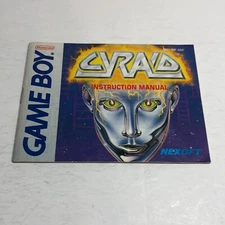 Nintendo
GAME BOY
CYRAID
INSTRUCTION MANUAL
NEXOFT